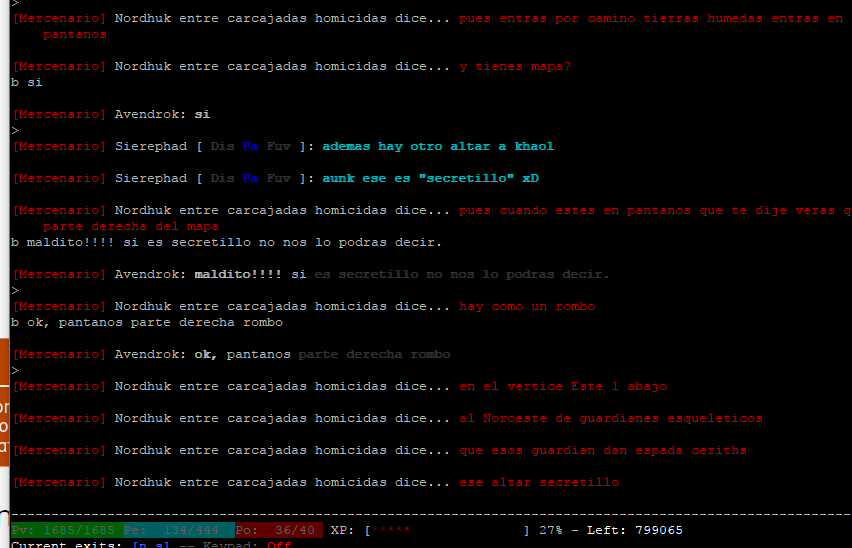 >
[Mercenario] Nordhuk entre carcajadas homicidas dice... pues entras por camino tierras humedas entras en
pantanos
[Mercenario] Nordhuk entre carcajadas homicidas dice... y tienes mapa?
b si
[Mercenario] Avendrok: si
>
[Mercenario] Sierephad [ Dis Pa Fuv ]: ademas hay otro altar a khaol
[Mercenario] Sierephad [ Dis Pa Fuv ]: aunk ese es "secretillo" xD
[Mercenario] Nordhuk entre carcajadas homicidas dice... pues cuando estes en pantanos que te dije veras q
parte derecha del mapa
b maldito!!!! si es secretillo no nos lo podras decir.
[Mercenario] Avendrok: maldito!!!! si es secretillo no nos lo podras decir.
>
[Mercenario] Nordhuk entre carcajadas homicidas dice... hay como un rombo
b ok, pantanos parte derecha rombo
[Mercenario] Avendrok: ok, pantanos parte derecha rombo
>
[Mercenario] Nordhuk entre carcajadas homicidas dice... en el vertice Este 1 abajo
[Mercenario] Nordhuk entre carcajadas homicidas dice... al Noroeste de guardianes esqueleticos
[Mercenario] Nordhuk entre carcajadas homicidas dice... que esos guardian dan espada ceriths
[Mercenario] Nordhuk entre carcajadas homicidas dice... ese altar secretillo
Pv: 1685/1685 Pe: 134/444 Po: 36/40 XP: [***** ] 27% - Left: 799065
Current exits: [n s] -- Keypad: Off